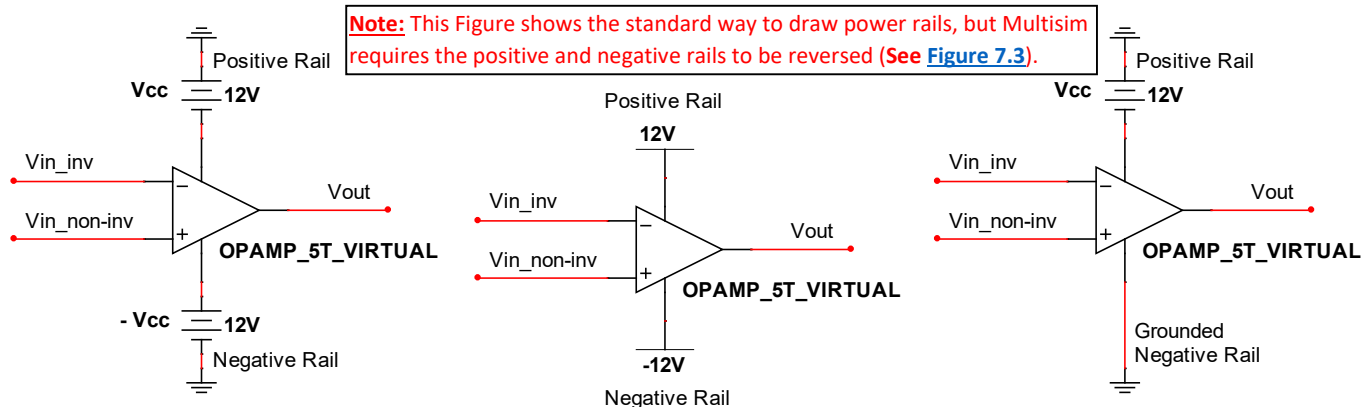 Note: This Figure shows the standard way to draw power rails, but Multisim
requires the positive and negative rails to be reversed (See Figure 7.3).
Positive Rail
Vcc
12V
Vin_inv
Vin_non-inv
Vout
OPAMP_5T_VIRTUAL
- Vcc
12V
Negative Rail
Positive Rail
12V
Vin_inv
Vin_non-inv
Vout
OPAMP_5T_VIRTUAL
-12V
Negative Rail
Positive Rail
Vcc
12V
Vin_inv
Vin_non-inv
Vout
OPAMP_5T_VIRTUAL
Grounded
Negative Rail